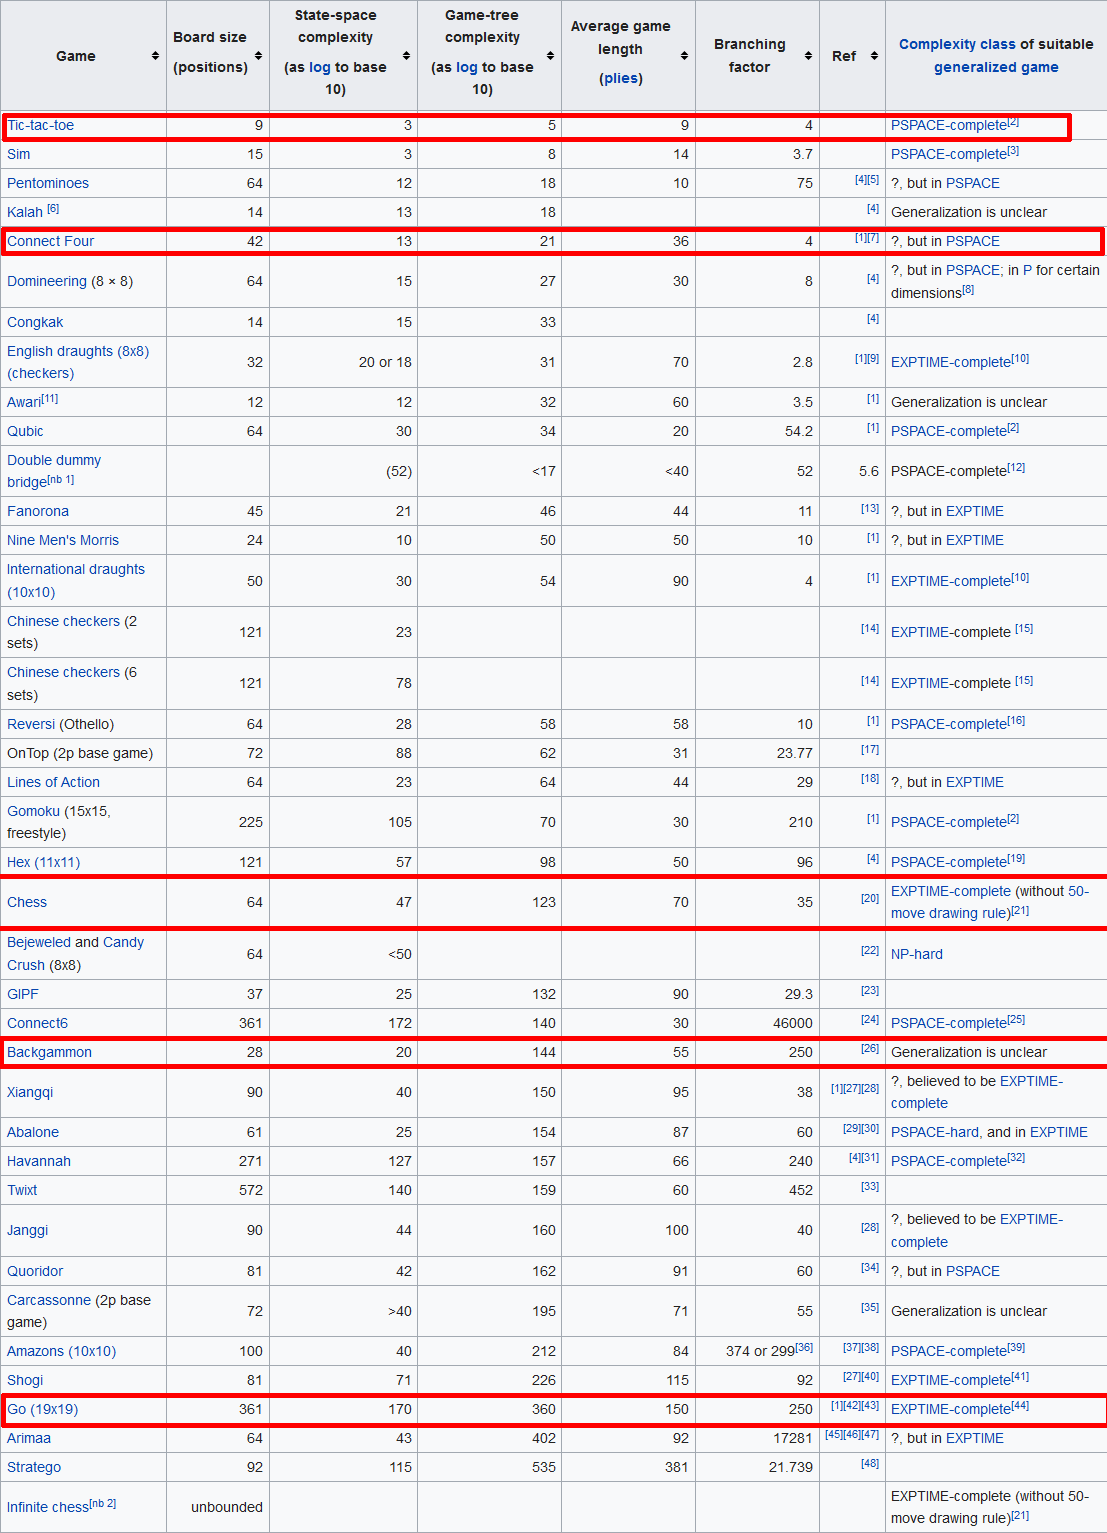 Game Board size (positions) State-space complexity (as log to base 10) Game-tree complexity (as log to base 10) Average game length (plies) Branching factor Ref Complexity class of suitable generalized game
Tic-tac-toe 9 3 5 9 4 PSPACE-complete[2]
Sim 15 3 8 14 3.7 PSPACE-complete[3]
Pentominoes 64 12 18 10 75 [4][5] ?, but in PSPACE
Kalah [6] 14 13 18 [4] Generalization is unclear
Connect Four 42 13 21 36 4 [1][7] ?, but in PSPACE
Domineering (8 × 8) 64 15 27 30 8 [4] ?, but in PSPACE; in P for certain dimensions[8]
Congkak 14 15 33 [4]
English draughts (8x8) (checkers) 32 20 or 18 31 70 2.8 [1][9] EXPTIME-complete[10]
Awari[11] 12 12 32 60 3.5 [1] Generalization is unclear
Qubic 64 30 34 20 54.2 [1] PSPACE-complete[2]
Double dummy bridge[nb 1] (52) <17 <40 52 5.6 PSPACE-complete[12]
Fanorona 45 21 46 44 11 [13] ?, but in EXPTIME
Nine Men's Morris 24 10 50 50 10 [1] ?, but in EXPTIME
International draughts (10x10) 50 30 54 90 4 [1] EXPTIME-complete[10]
Chinese checkers (2 sets) 121 23 [14] EXPTIME-complete [15]
Chinese checkers (6 sets) 121 78 [14] EXPTIME-complete [15]
Reversi (Othello) 64 28 58 58 10 [1] PSPACE-complete[16]
OnTop (2p base game) 72 88 62 31 23.77 [17]
Lines of Action 64 23 64 44 29 [18] ?, but in EXPTIME
Gomoku (15x15, freestyle) 225 105 70 30 210 [1] PSPACE-complete[2]
Hex (11x11) 121 57 98 50 96 [4] PSPACE-complete[19]
Chess 64 47 123 70 35 [20] EXPTIME-complete (without 50-move drawing rule)[21]
Bejeweled and Candy Crush (8x8) 64 <50 [22] NP-hard
GIPF 37 25 132 90 29.3 [23]
Connect6 361 172 140 30 46000 [24] PSPACE-complete[25]
Backgammon 28 20 144 55 250 [26] Generalization is unclear
Xiangqi 90 40 150 95 38 [1][27][28] ?, believed to be EXPTIME-complete
Abalone 61 25 154 87 60 [29][30] PSPACE-hard, and in EXPTIME
Havannah 271 127 157 66 240 [4][31] PSPACE-complete[32]
Twixt 572 140 159 60 452 [33]
Janggi 90 44 160 100 40 [28] ?, believed to be EXPTIME-complete
Quoridor 81 42 162 91 60 [34] ?, but in PSPACE
Carcassonne (2p base game) 72 >40 195 71 55 [35] Generalization is unclear
Amazons (10x10) 100 40 212 84 374 or 299[36] [37][38] PSPACE-complete[39]
Shogi 81 71 226 115 92 [27][40] EXPTIME-complete[41]
Go (19x19) 361 170 360 150 250 [1][42][43] EXPTIME-complete[44]
Arimaa 64 43 402 92 17281 [45][46][47] ?, but in EXPTIME
Stratego 92 115 535 381 21.739 [48]
Infinite chess[nb 2] unbounded EXPTIME-complete (without 50-move drawing rule)[21]